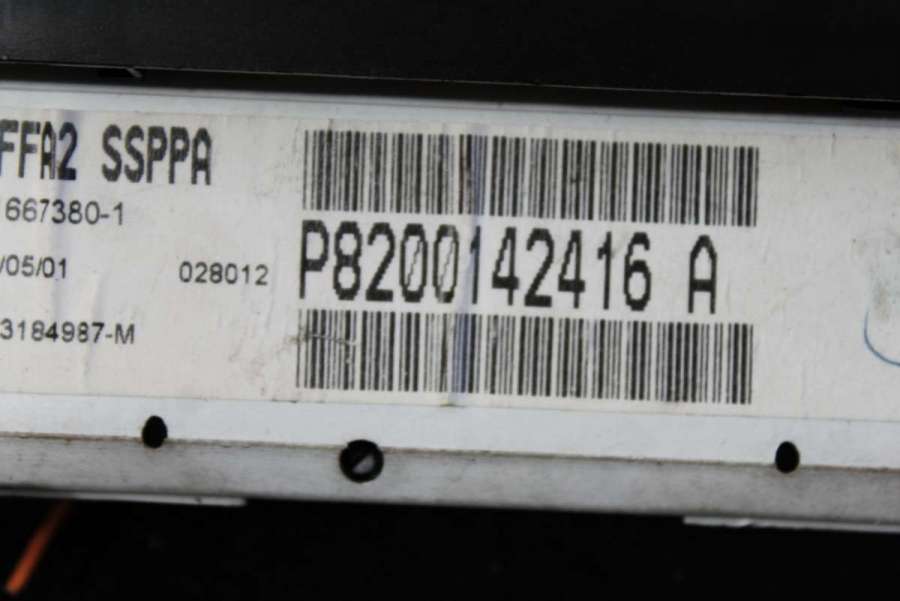 FFA2 SSPPA
667380-1
/05/01 028012
3184987-M
P8200142416 A